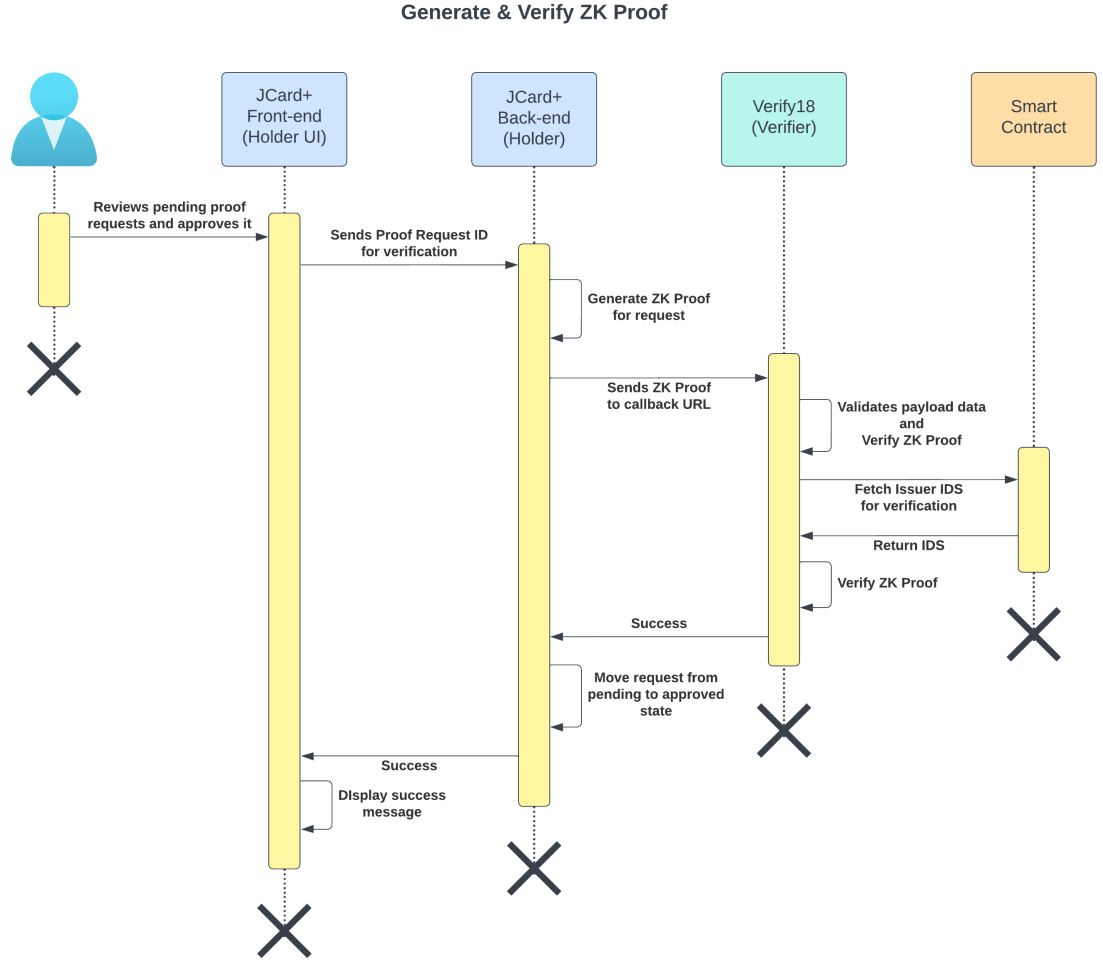 Generate & Verify ZK Proof
JCard+
Front-end
(Holder UI)
JCard+
Back-end
(Holder)
Verify18
(Verifier)
Smart
Contract
Reviews pending proof
requests and approves it
Sends Proof Request ID
for verification
Generate ZK Proof
for request
Sends ZK Proof
to callback URL
Validates payload data
and
Verify ZK Proof
Fetch Issuer IDS
for verification
Return IDS
Verify ZK Proof
Success
Move request from
pending to approved
state
Success
DIsplay success
message